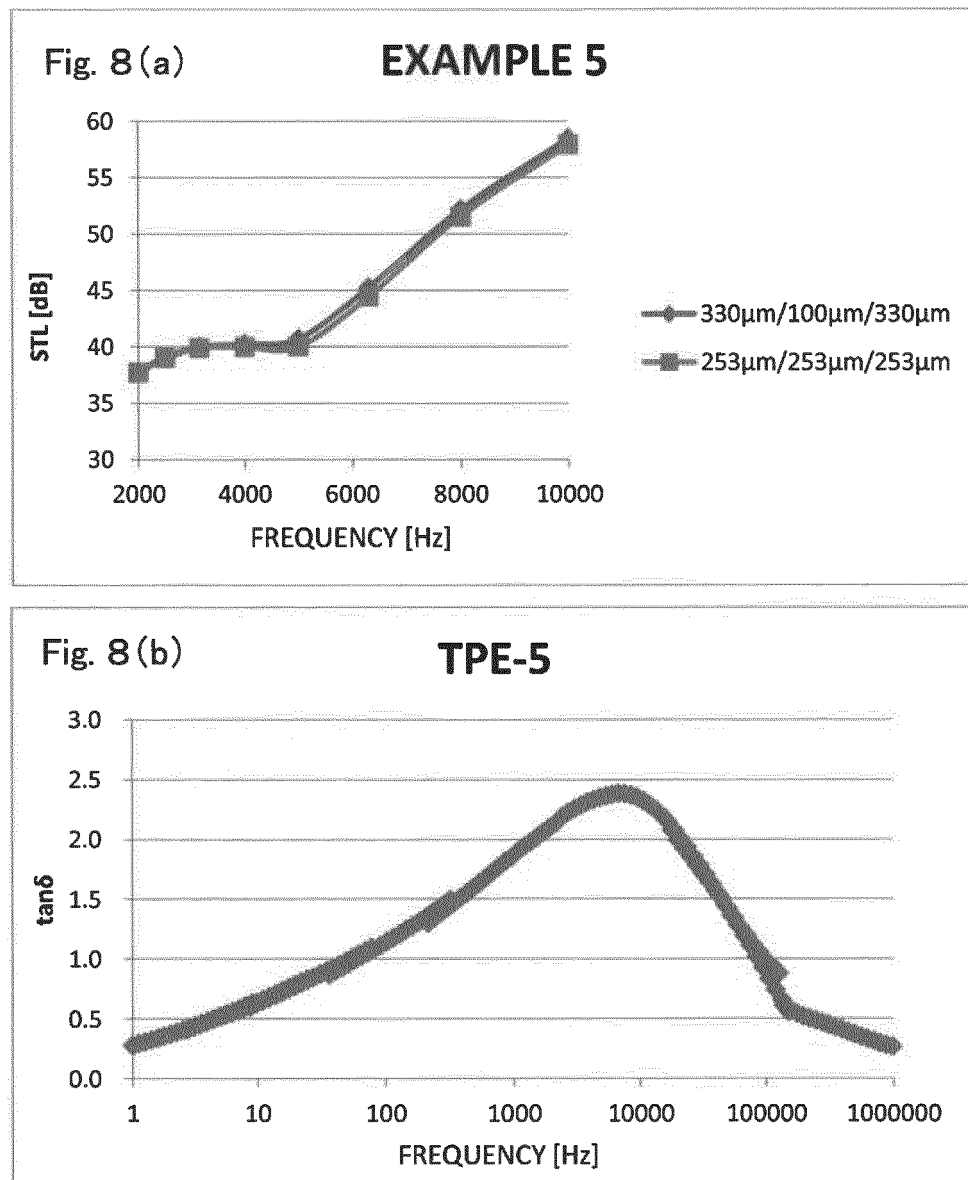 Fig. 8(a)
EXAMPLE 5
60
55
50
45
40
35
30
STL [dB]
2000 4000 6000 8000 10000
FREQUENCY [Hz]
330μm/100μm/330μm
253μm/253μm/253μm
Fig. 8(b)
TPE-5
3.0
2.5
2.0
1.5
1.0
0.5
0.0
tanδ
1 10 100 1000 10000 100000 1000000
FREQUENCY [Hz]